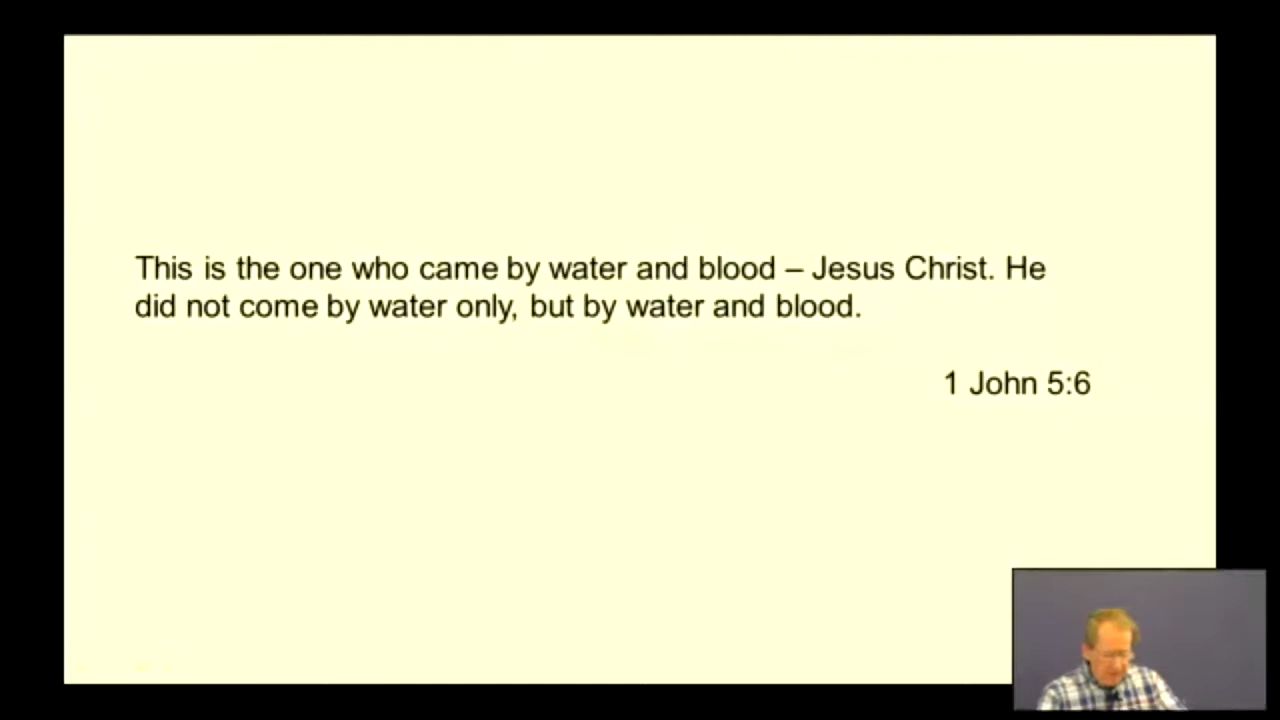 This is the one who came by water and blood – Jesus Christ. He
did not come by water only, but by water and blood.
1 John 5:6